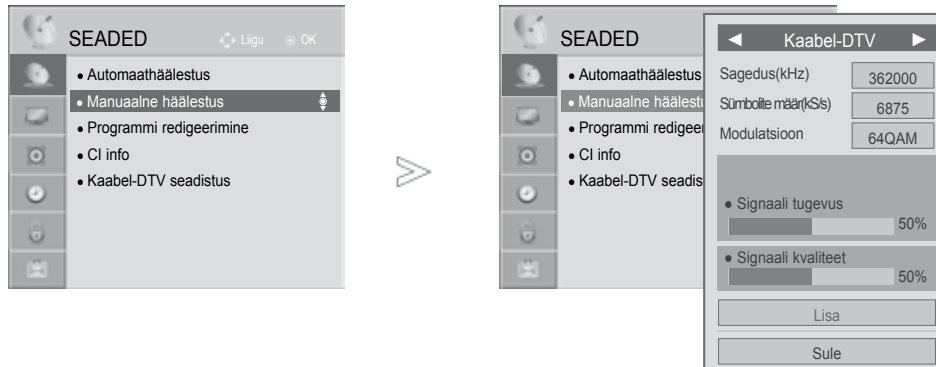 SEADED
Liigu OK
• Automaathäälestus
• Manuaalne häälestus
• Programmi redigeerimine
• CI info
• Kaabel-DTV seadistus
>
SEADED
• Automaathäälestus
• Manuaalne häälestu
• Programmi redigeer
• CI info
• Kaabel-DTV seadis
◄ Kaabel-DTV ►
Sagedus(kHz) 362000
Sümbolite määr(kS/s) 6875
Modulatsioon 64QAM
• Signaali tugevus
50%
• Signaali kvaliteet
50%
Lisa
Sule